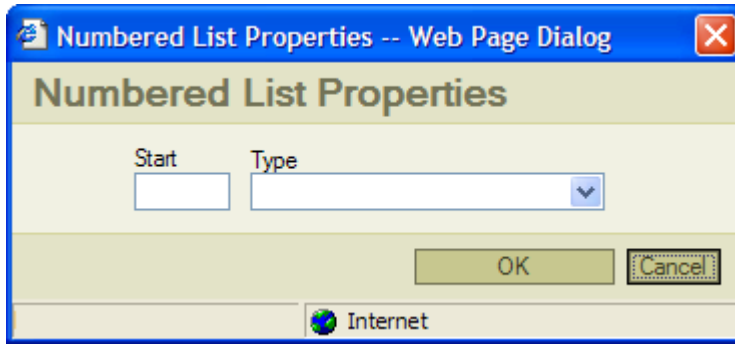 Numbered List Properties -- Web Page Dialog
Numbered List Properties
Start Type
OK Cancel
Internet